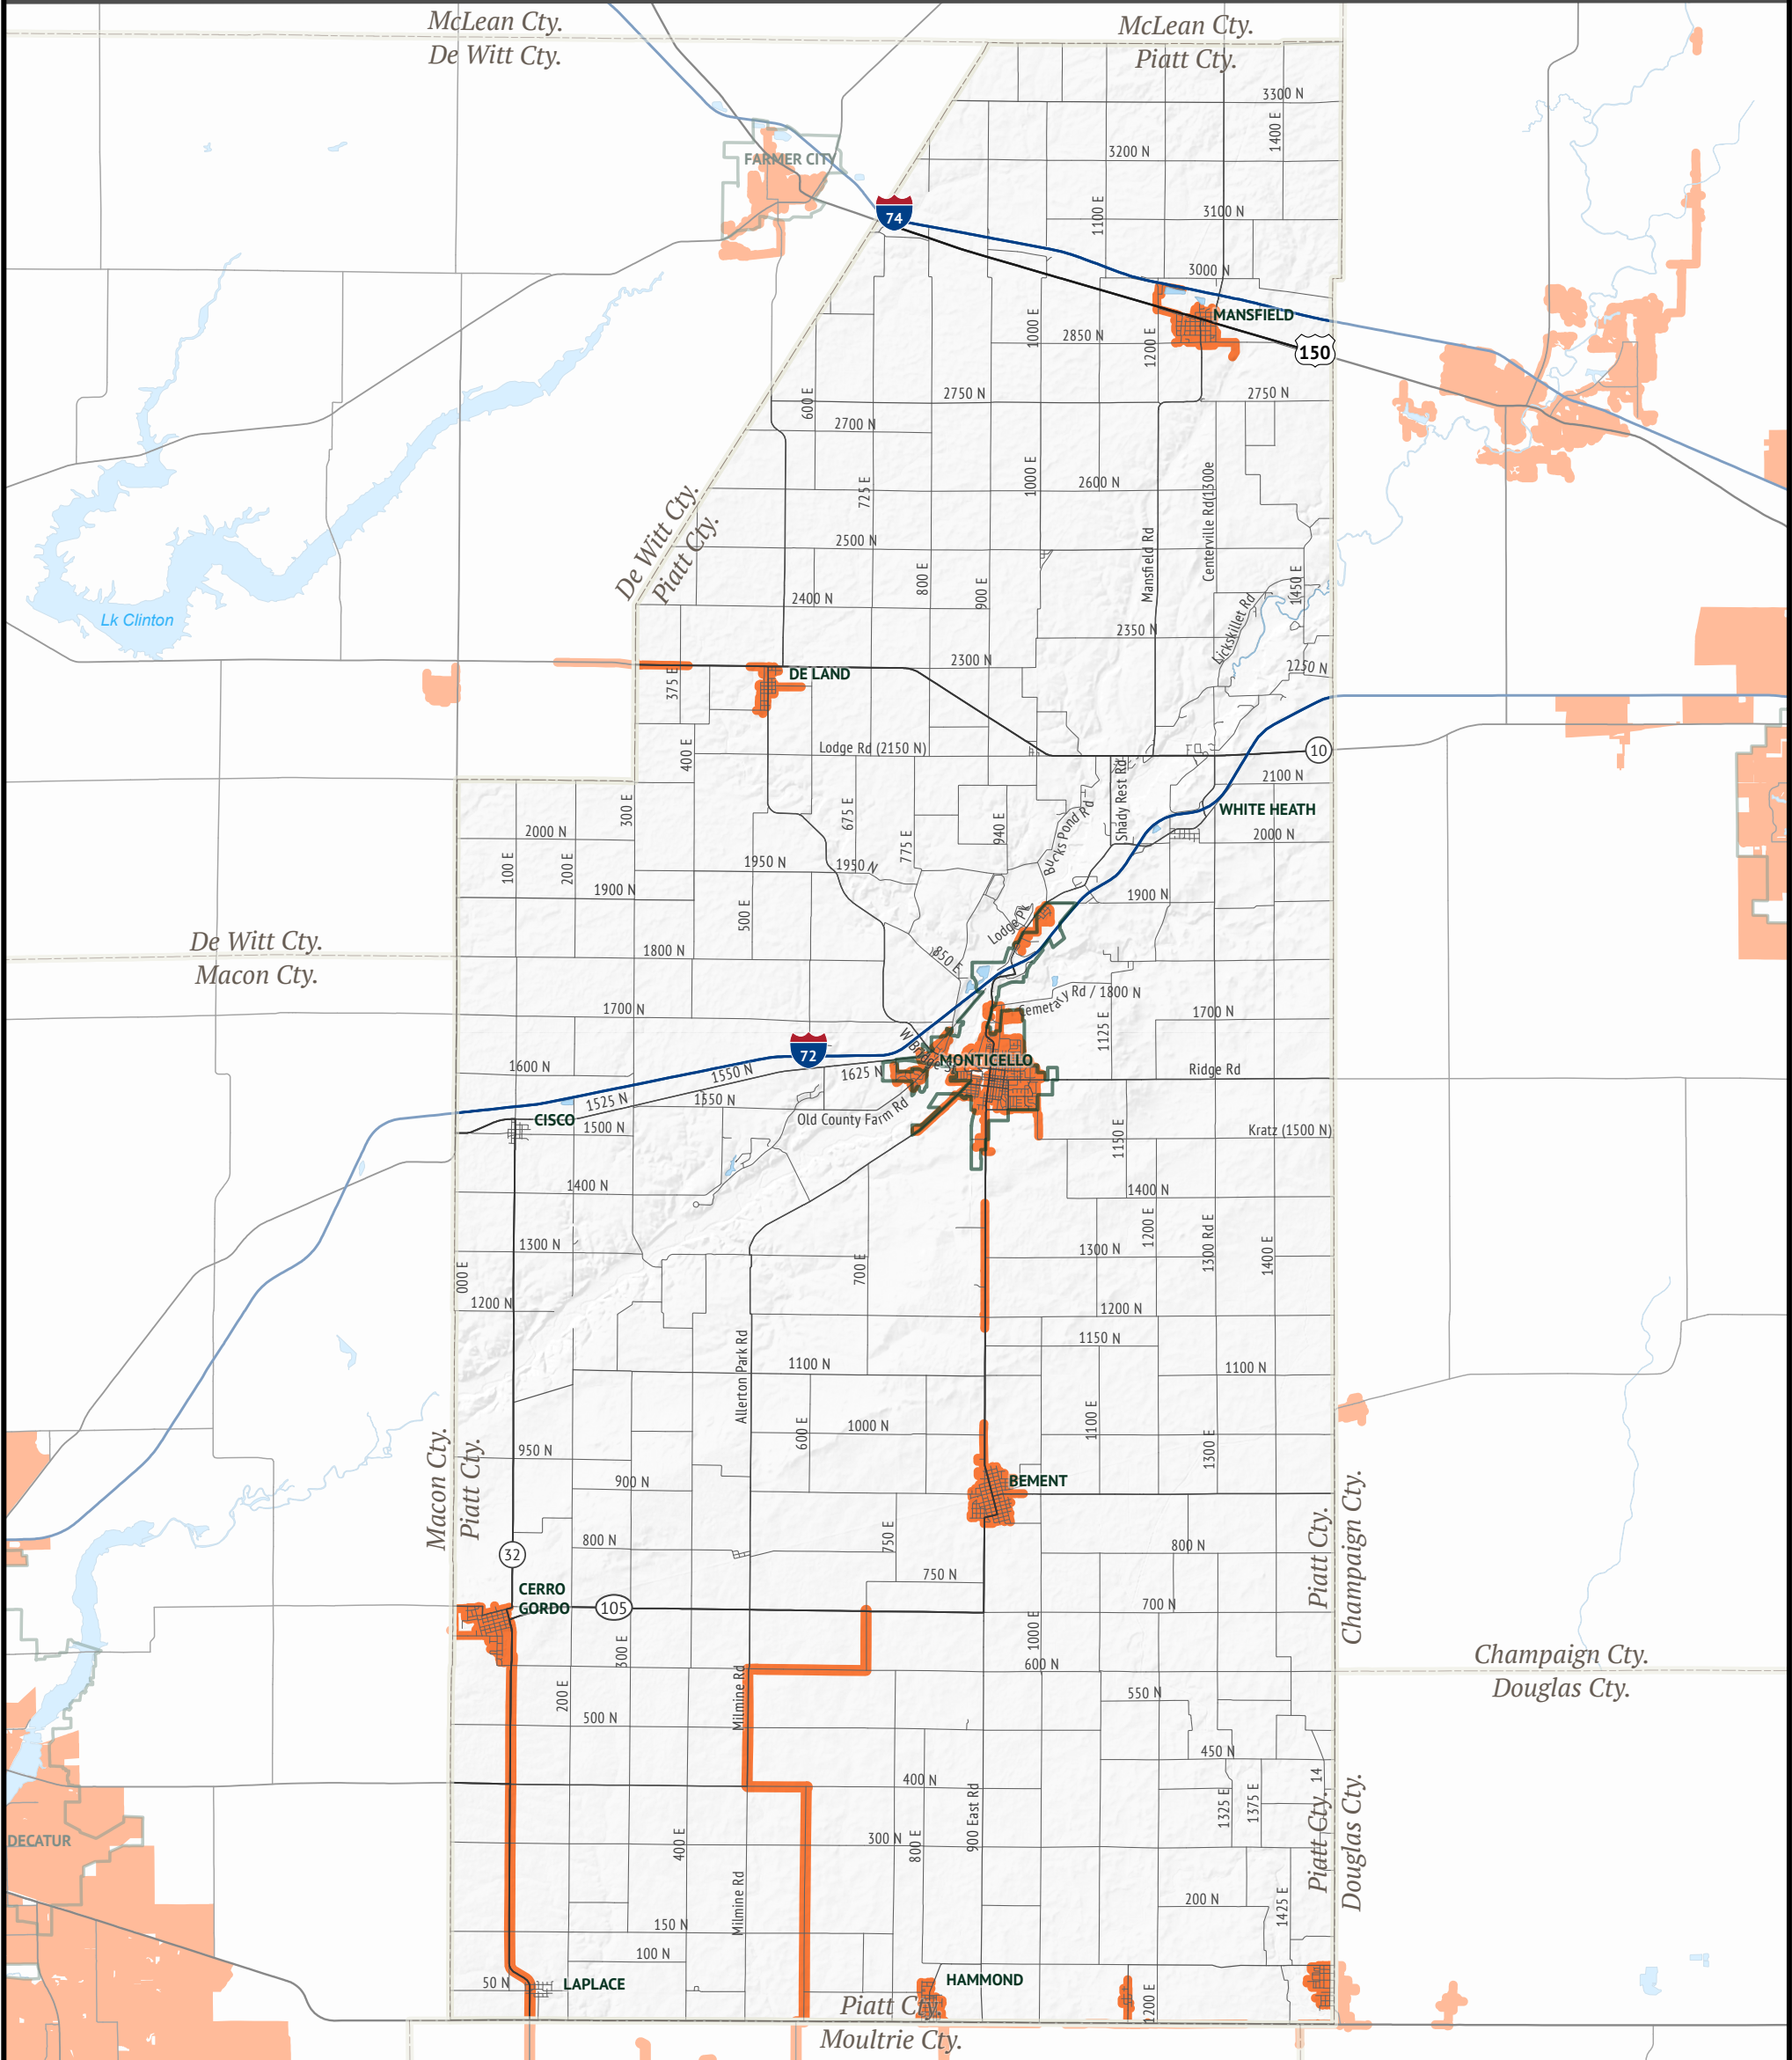 McLean Cty.
De Witt Cty.
McLean Cty.
Piatt Cty.
3300 N
1400 E
3200 N
FARMER CITY
1100 E
3100 N
74
3000 N
MANSFIELD
1000 E
2850 N
1200 E
150
600 E
2750 N
2750 N
2700 N
725 E
1000 E
2600 N
Centerville Rd(1300e
De Witt Cty.
Piatt Cty.
2500 N
Mansfield Rd
800 E
900 E
1450 E
2400 N
Lk Clinton
2350 N
Lickskillet Rd
2300 N
2250 N
375 E
DE LAND
400 E
Lodge Rd (2150 N)
10
2100 N
Shady Rest Rd
300 E
675 E
WHITE HEATH
2000 N
775 E
940 E
Bucks Pond Rd
2000 N
100 E
200 E
1950 N
1950 N
1900 N
1900 N
500 E
Lodge Pk
De Witt Cty.
Macon Cty.
1800 N
850 E
Cemetary Rd / 1800 N
1700 N
1700 N
1125 E
72
MONTICELLO
1600 N
1550 N
1625 N
Ridge Rd
1525 N
1550 N
CISCO
1500 N
Old County Farm Rd
1150 E
Kratz (1500 N)
1400 N
1400 N
1200 E
1300 Rd E
1400 E
1300 N
700 E
1300 N
000 E
1200 N
1200 N
1150 N
Allerton Park Rd
1100 N
1100 N
600 E
1000 N
1100 E
1300 E
Macon Cty.
Piatt Cty.
950 N
900 N
BEMENT
Piatt Cty.
Champaign Cty.
750 E
800 N
800 N
32
750 N
CERRO
GORDO
105
700 N
300 E
1000 E
600 N
Champaign Cty.
Douglas Cty.
Milmine Rd
200 E
550 N
500 N
450 N
400 N
14
1325 E
1375 E
900 East Rd
Piatt Cty.
Douglas Cty.
DECATUR
400 E
300 N
800 E
Milmine Rd
200 N
1425 E
150 N
100 N
50 N
LAPLACE
HAMMOND
1200 E
Piatt Cty.
Moultrie Cty.